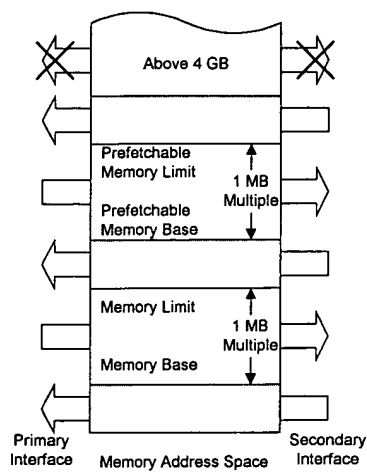 Above 4 GB
Prefetchable
Memory Limit
1 MB
Multiple
Prefetchable
Memory Base
Memory Limit
1 MB
Multiple
Memory Base
Primary
Interface
Memory Address Space
Secondary
Interface